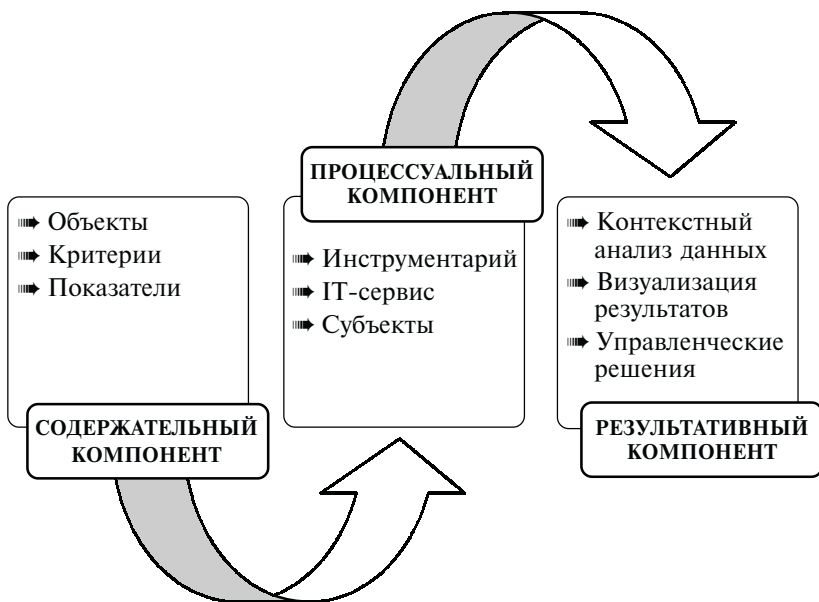 Объекты
Критерии
Показатели
СОДЕРЖАТЕЛЬНЫЙ
КОМПОНЕНТ
ПРОЦЕССУАЛЬНЫЙ
КОМПОНЕНТ
Инструментарий
IT-сервис
Субъекты
Контекстный
анализ данных
Визуализация
результатов
Управленческие
решения
РЕЗУЛЬТАТИВНЫЙ
КОМПОНЕНТ